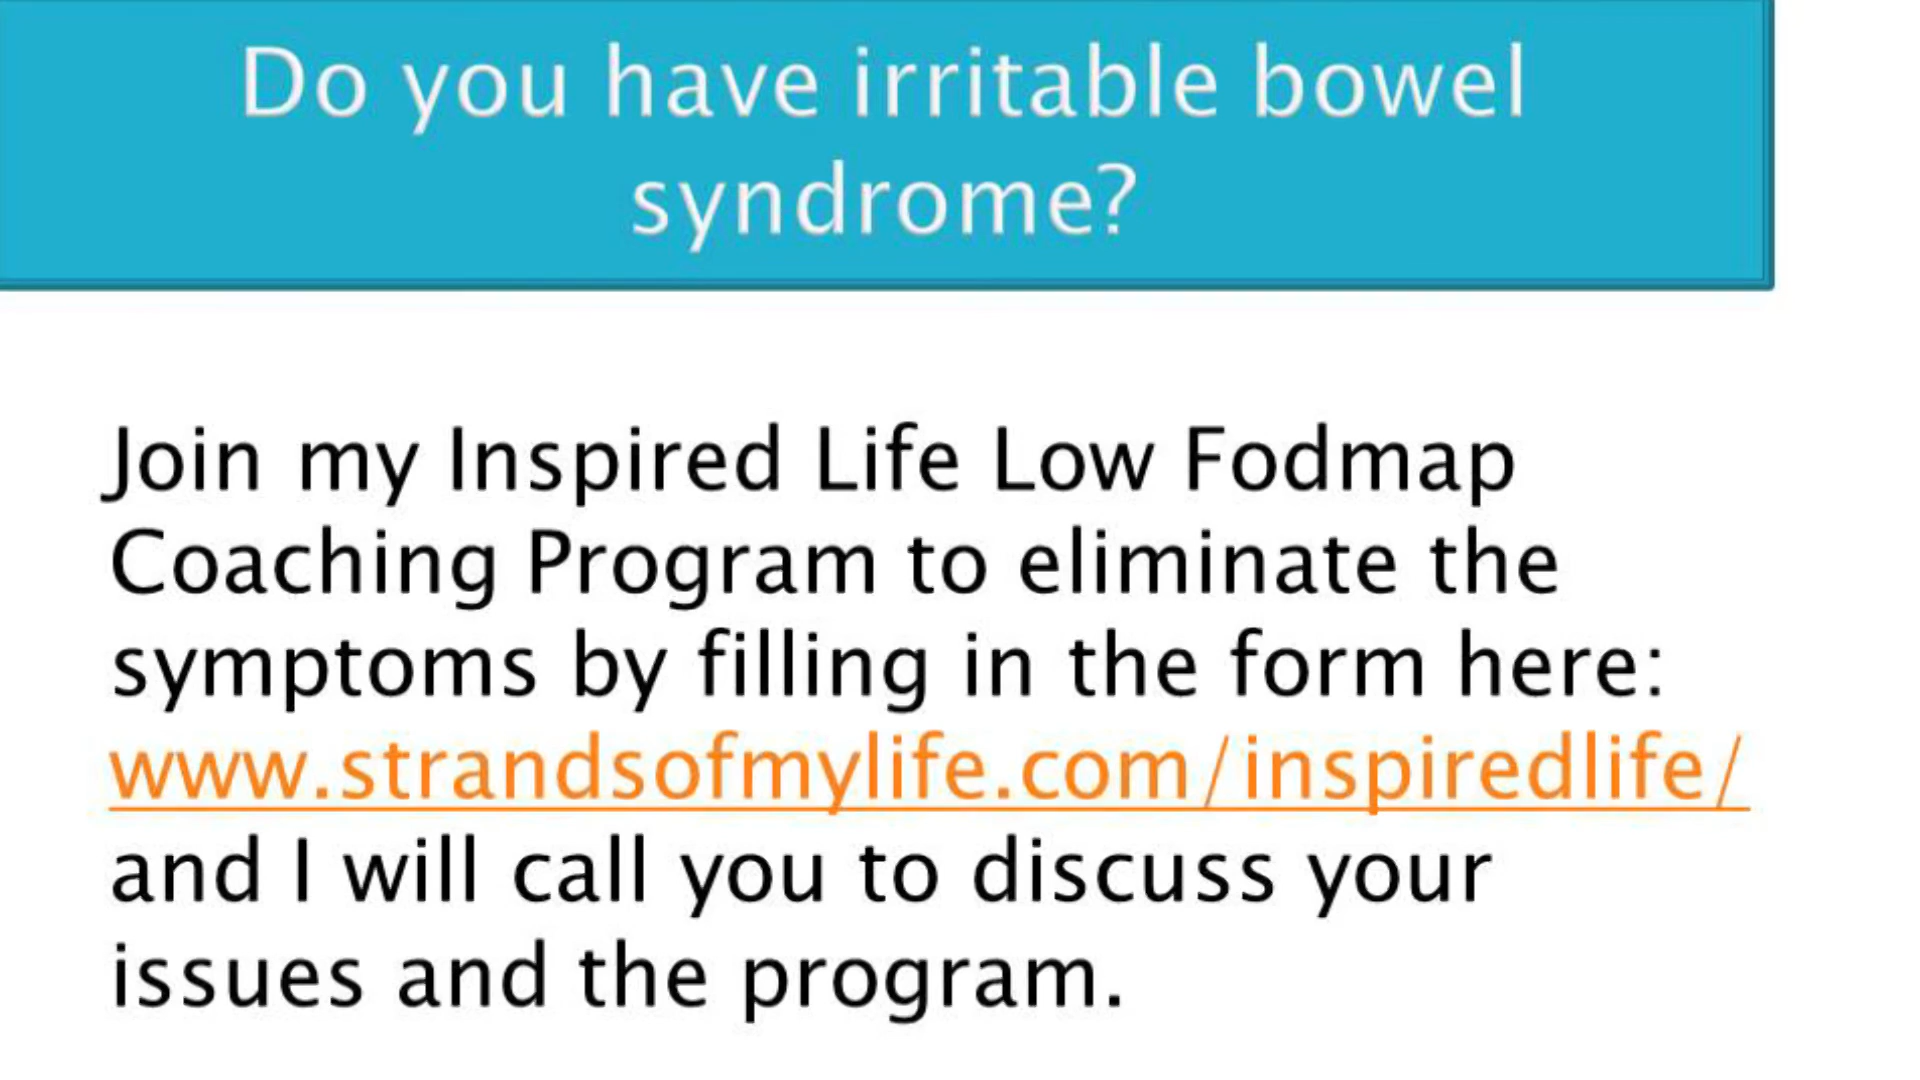 Do you have irritable bowel
syndrome?
Join my Inspired Life Low Fodmap
Coaching Program to eliminate the
symptoms by filling in the form here:
www.strandsofmylife.com/inspiredlife/
and I will call you to discuss your
issues and the program.